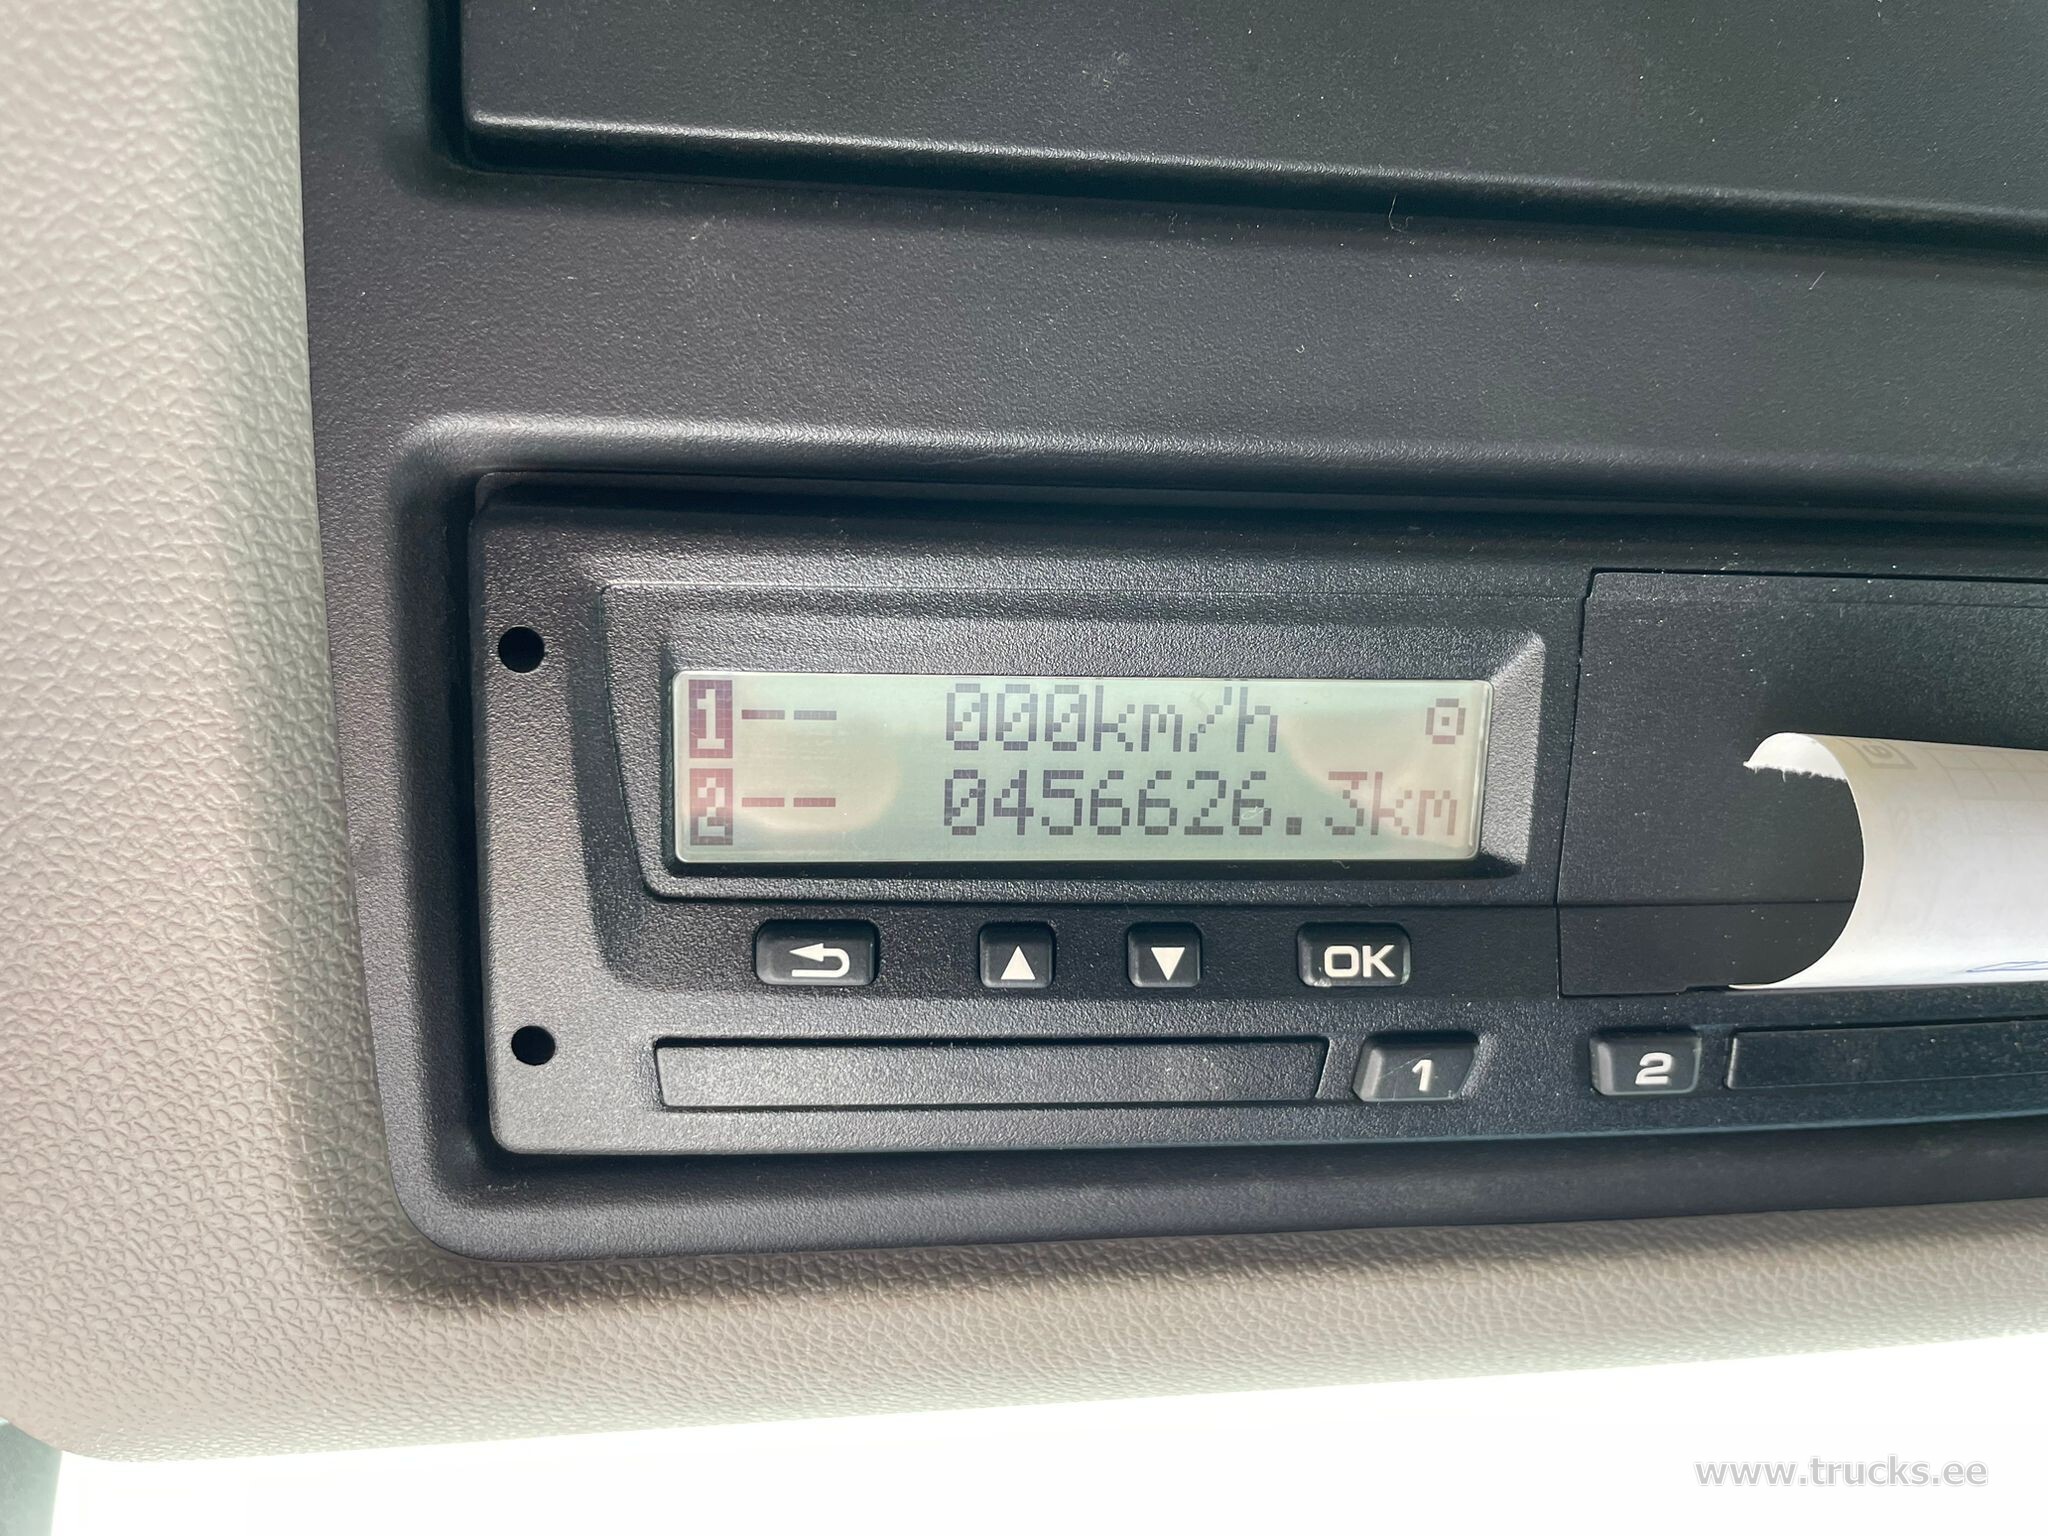 1 -- 000km/h
2 -- 0456626.3km
OK
1 2
www.trucks.ee